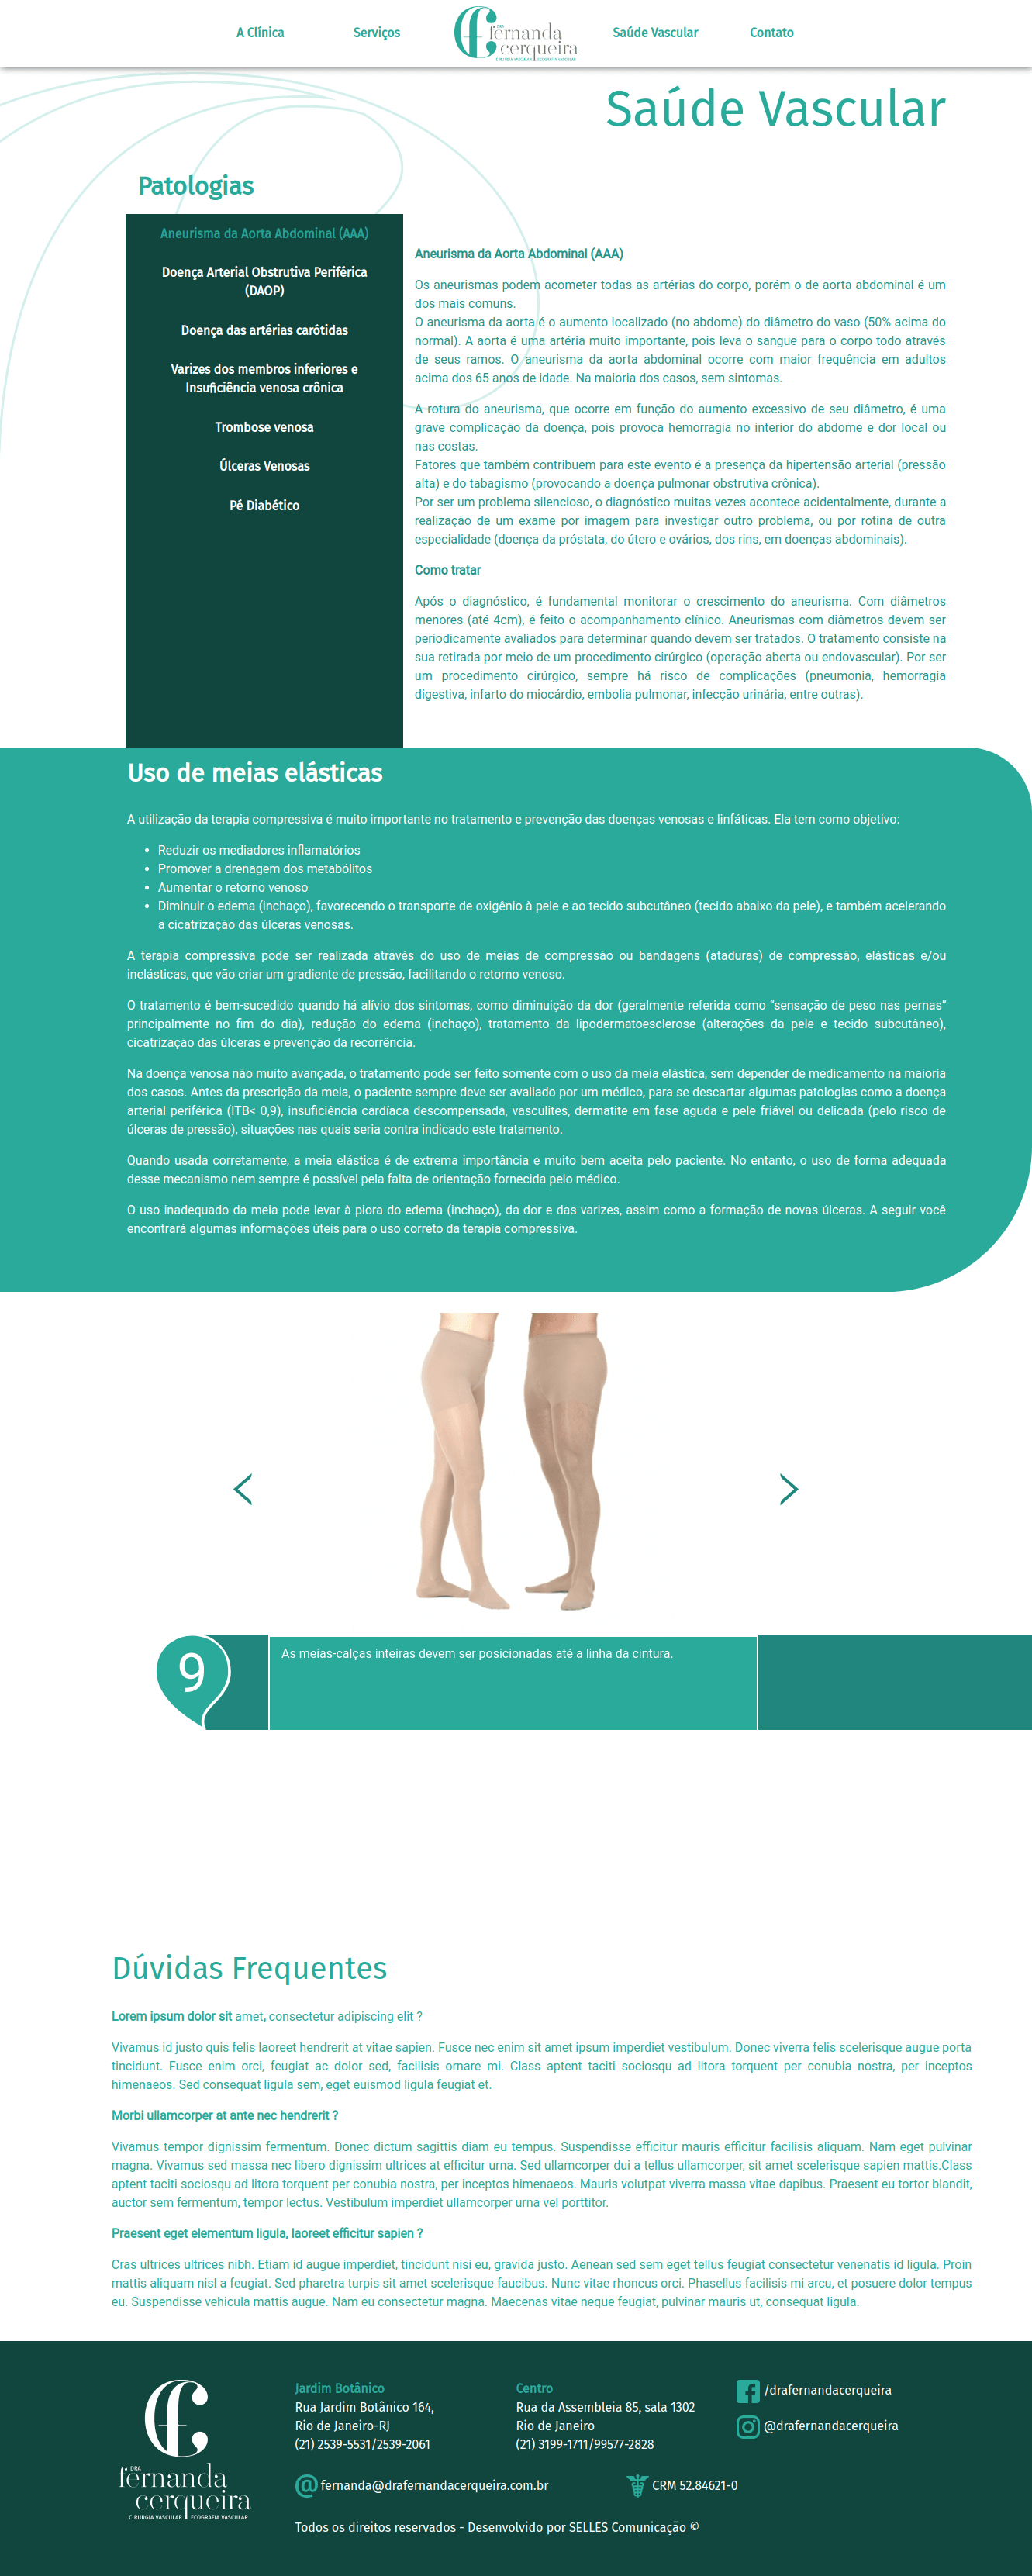 A Clínica
Serviços
DRA
fernanda
cerqueira
CIRURGIA VASCULAR | ECOGRAFIA VASCULAR
Saúde Vascular
Contato
Saúde Vascular
Patologias
Aneurisma da Aorta Abdominal (AAA)
Doença Arterial Obstrutiva Periférica
(DAOP)
Doença das artérias carótidas
Varizes dos membros inferiores e
Insuficiência venosa crônica
Trombose venosa
Úlceras Venosas
Pé Diabético
Aneurisma da Aorta Abdominal (AAA)
Os aneurismas podem acometer todas as artérias do corpo, porém o de aorta abdominal é um
dos mais comuns.
O aneurisma da aorta é o aumento localizado (no abdome) do diâmetro do vaso (50% acima do
normal). A aorta é uma artéria muito importante, pois leva o sangue para o corpo todo através
de seus ramos. O aneurisma da aorta abdominal ocorre com maior frequência em adultos
acima dos 65 anos de idade. Na maioria dos casos, sem sintomas.
A rotura do aneurisma, que ocorre em função do aumento excessivo de seu diâmetro, é uma
grave complicação da doença, pois provoca hemorragia no interior do abdome e dor local ou
nas costas.
Fatores que também contribuem para este evento é a presença da hipertensão arterial (pressão
alta) e do tabagismo (provocando a doença pulmonar obstrutiva crônica).
Por ser um problema silencioso, o diagnóstico muitas vezes acontece acidentalmente, durante a
realização de um exame por imagem para investigar outro problema, ou por rotina de outra
especialidade (doença da próstata, do útero e ovários, dos rins, em doenças abdominais).
Como tratar
Após o diagnóstico, é fundamental monitorar o crescimento do aneurisma. Com diâmetros
menores (até 4cm), é feito o acompanhamento clínico. Aneurismas com diâmetros devem ser
periodicamente avaliados para determinar quando devem ser tratados. O tratamento consiste na
sua retirada por meio de um procedimento cirúrgico (operação aberta ou endovascular). Por ser
um procedimento cirúrgico, sempre há risco de complicações (pneumonia, hemorragia
digestiva, infarto do miocárdio, embolia pulmonar, infecção urinária, entre outras).
Uso de meias elásticas
A utilização da terapia compressiva é muito importante no tratamento e prevenção das doenças venosas e linfáticas. Ela tem como objetivo:
• Reduzir os mediadores inflamatórios
• Promover a drenagem dos metabólitos
• Aumentar o retorno venoso
• Diminuir o edema (inchaço), favorecendo o transporte de oxigênio à pele e ao tecido subcutâneo (tecido abaixo da pele), e também acelerando
a cicatrização das úlceras venosas.
A terapia compressiva pode ser realizada através do uso de meias de compressão ou bandagens (ataduras) de compressão, elásticas e/ou
inelásticas, que vão criar um gradiente de pressão, facilitando o retorno venoso.
O tratamento é bem-sucedido quando há alívio dos sintomas, como diminuição da dor (geralmente referida como “sensação de peso nas pernas”
principalmente no fim do dia), redução do edema (inchaço), tratamento da lipodermatoesclerose (alterações da pele e tecido subcutâneo),
cicatrização das úlceras e prevenção da recorrência.
Na doença venosa não muito avançada, o tratamento pode ser feito somente com o uso da meia elástica, sem depender de medicamento na maioria
dos casos. Antes da prescrição da meia, o paciente sempre deve ser avaliado por um médico, para se descartar algumas patologias como a doença
arterial periférica (ITB< 0,9), insuficiência cardíaca descompensada, vasculites, dermatite em fase aguda e pele friável ou delicada (pelo risco de
úlceras de pressão), situações nas quais seria contra indicado este tratamento.
Quando usada corretamente, a meia elástica é de extrema importância e muito bem aceita pelo paciente. No entanto, o uso de forma adequada
desse mecanismo nem sempre é possível pela falta de orientação fornecida pelo médico.
O uso inadequado da meia pode levar à piora do edema (inchaço), da dor e das varizes, assim como a formação de novas úlceras. A seguir você
encontrará algumas informações úteis para o uso correto da terapia compressiva.
9
As meias-calças inteiras devem ser posicionadas até a linha da cintura.
Dúvidas Frequentes
Lorem ipsum dolor sit amet, consectetur adipiscing elit ?
Vivamus id justo quis felis laoreet hendrerit at vitae sapien. Fusce nec enim sit amet ipsum imperdiet vestibulum. Donec viverra felis scelerisque augue porta
tincidunt. Fusce enim orci, feugiat ac dolor sed, facilisis ornare mi. Class aptent taciti sociosqu ad litora torquent per conubia nostra, per inceptos
himenaeos. Sed consequat ligula sem, eget euismod ligula feugiat et.
Morbi ullamcorper at ante nec hendrerit ?
Vivamus tempor dignissim fermentum. Donec dictum sagittis diam eu tempus. Suspendisse efficitur mauris efficitur facilisis aliquam. Nam eget pulvinar
magna. Vivamus sed massa nec libero dignissim ultrices at efficitur urna. Sed ullamcorper dui a tellus ullamcorper, sit amet scelerisque sapien mattis.Class
aptent taciti sociosqu ad litora torquent per conubia nostra, per inceptos himenaeos. Mauris volutpat viverra massa vitae dapibus. Praesent eu tortor blandit,
auctor sem fermentum, tempor lectus. Vestibulum imperdiet ullamcorper urna vel porttitor.
Praesent eget elementum ligula, laoreet efficitur sapien ?
Cras ultrices ultrices nibh. Etiam id augue imperdiet, tincidunt nisi eu, gravida justo. Aenean sed sem eget tellus feugiat consectetur venenatis id ligula. Proin
mattis aliquam nisl a feugiat. Sed pharetra turpis sit amet scelerisque faucibus. Nunc vitae rhoncus orci. Phasellus facilisis mi arcu, et posuere dolor tempus
eu. Suspendisse vehicula mattis augue. Nam eu consectetur magna. Maecenas vitae neque feugiat, pulvinar mauris ut, consequat ligula.
DRA
fernanda
cerqueira
CIRURGIA VASCULAR | ECOGRAFIA VASCULAR
Jardim Botânico
Rua Jardim Botânico 164,
Rio de Janeiro-RJ
(21) 2539-5531/2539-2061
Centro
Rua da Assembleia 85, sala 1302
Rio de Janeiro
(21) 3199-1711/99577-2828
/drafernandacerqueira
@drafernandacerqueira
fernanda@drafernandacerqueira.com.br
CRM 52.84621-0
Todos os direitos reservados - Desenvolvido por SELLES Comunicação ©